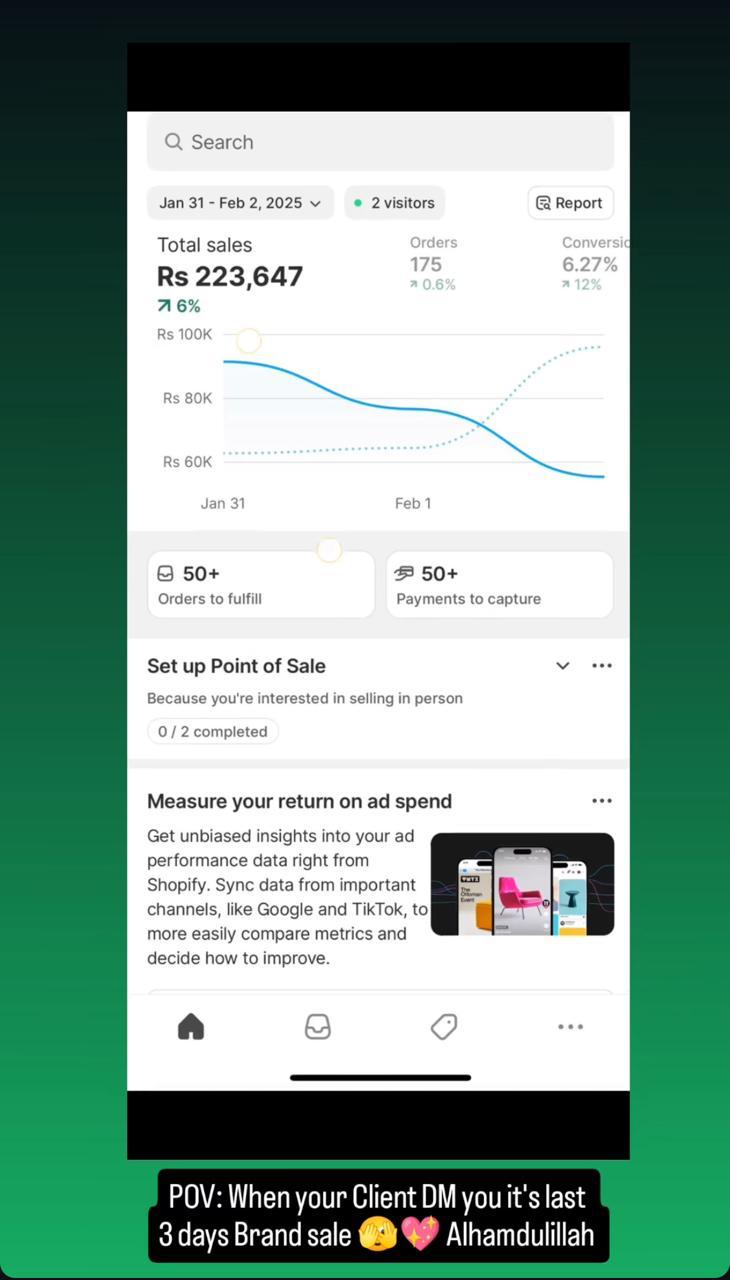 Search
Jan 31 - Feb 2, 2025
2 visitors
Report
Total sales
Rs 223,647
6%
Orders
175
0.6%
Conversio
6.27%
12%
Rs 100K
Rs 80K
Rs 60K
Jan 31
Feb 1
50+
Orders to fulfill
50+
Payments to capture
Set up Point of Sale
Because you're interested in selling in person
0 / 2 completed
Measure your return on ad spend
Get unbiased insights into your ad
performance data right from
Shopify. Sync data from important
channels, like Google and TikTok, to
more easily compare metrics and
decide how to improve.
The
Ottoman
Event
POV: When your Client DM you it's last
3 days Brand sale 🫣💖 Alhamdulillah